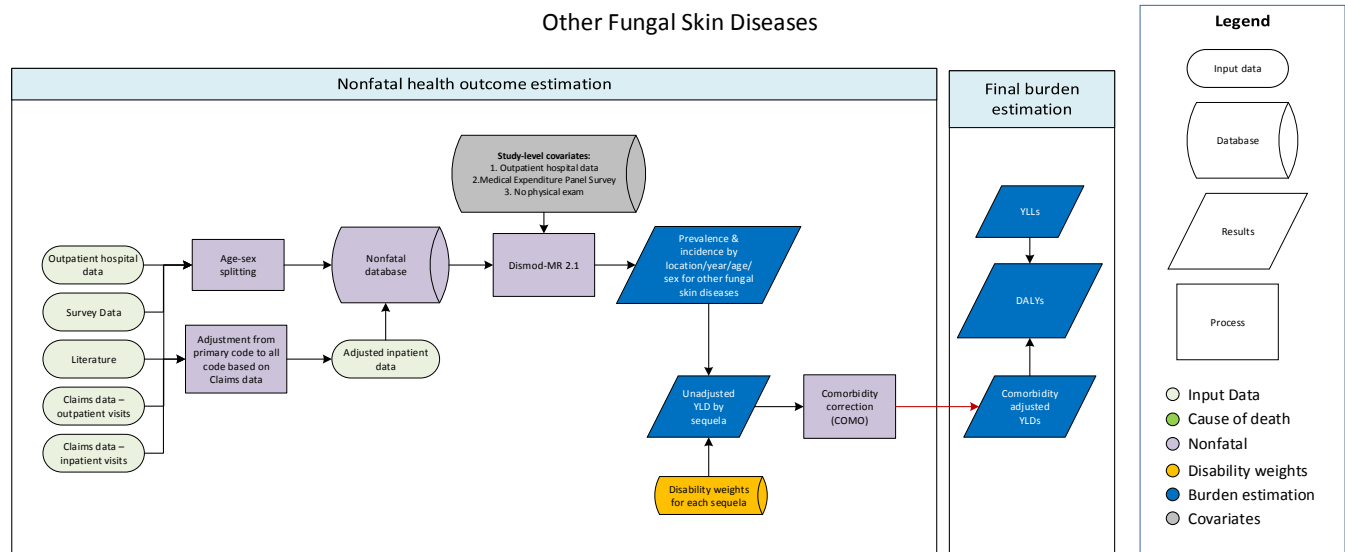 Other Fungal Skin Diseases
Nonfatal health outcome estimation
Final burden
estimation
Outpatient hospital
data
Survey Data
Literature
Claims data –
outpatient visits
Claims data –
inpatient visits
Age-sex
splitting
Adjustment from
primary code to all
code based on
Claims data
Nonfatal
database
Adjusted inpatient
data
Study-level covariates:
1. Outpatient hospital data
2.Medical Expenditure Panel Survey
3. No physical exam
Dismod-MR 2.1
Prevalence &
incidence by
location/year/age/
sex for other fungal
skin diseases
Unadjusted
YLD by
sequela
Disability weights
for each sequela
Comorbidity
correction
(COMO)
YLLs
DALYs
Comorbidity
adjusted
YLDs
Legend
Input data
Database
Results
Process
Input Data
Cause of death
Nonfatal
Disability weights
Burden estimation
Covariates